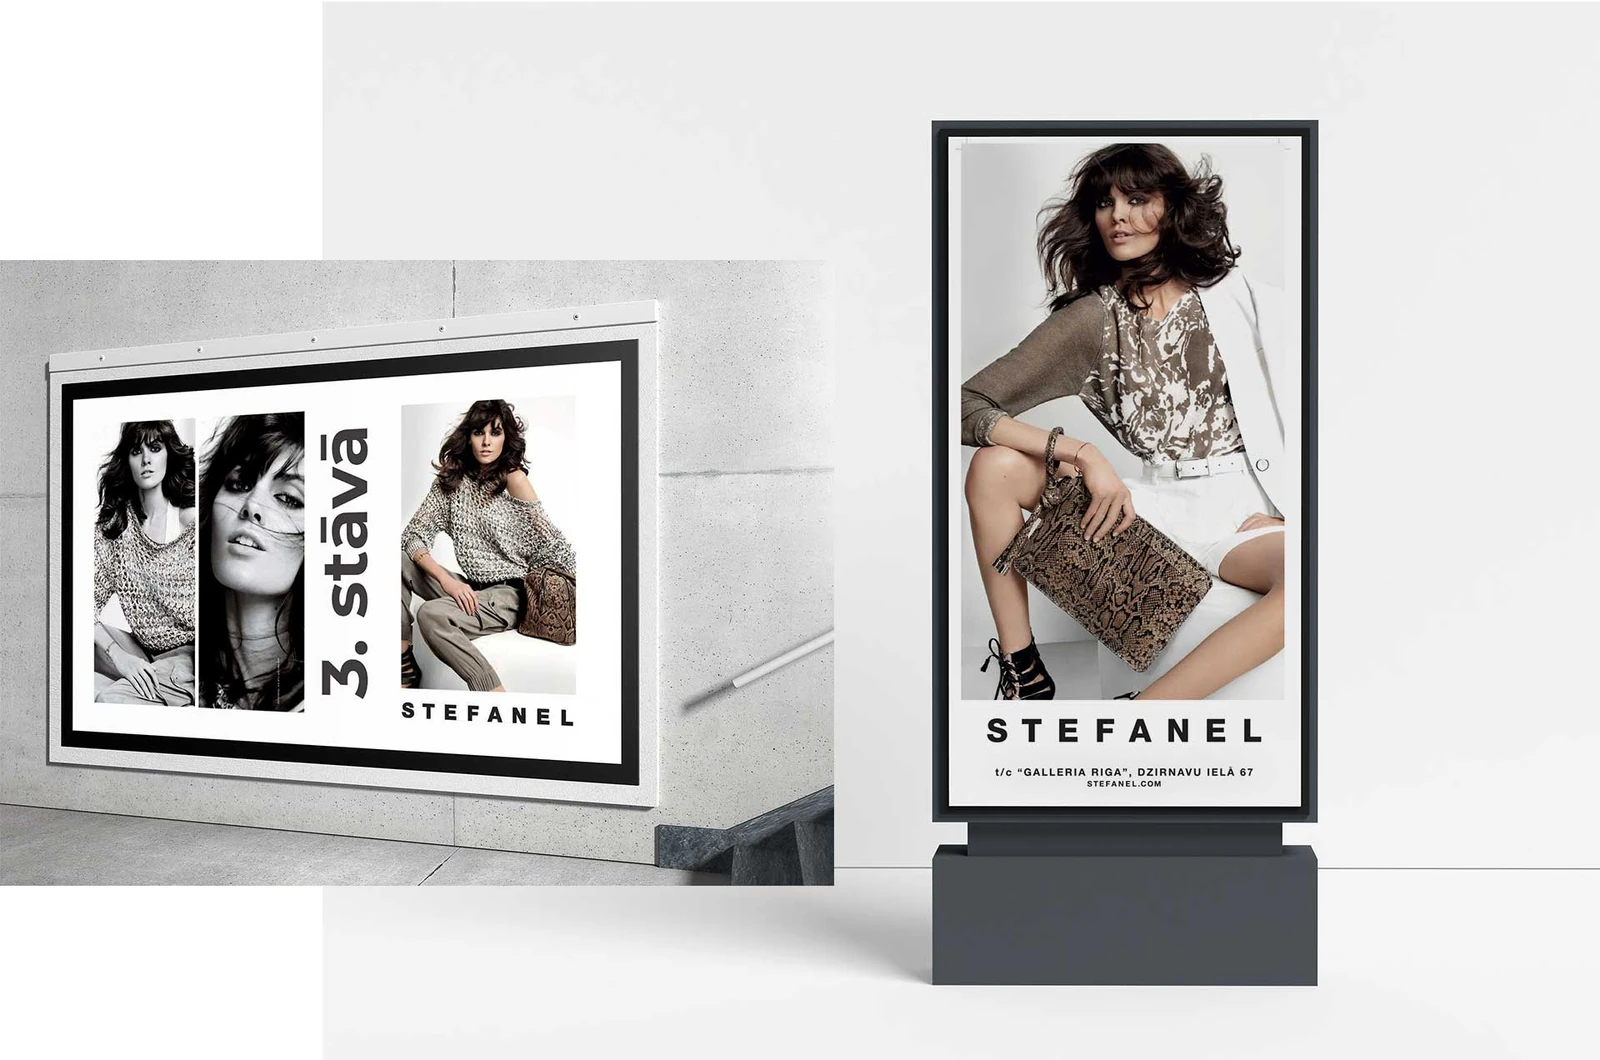 3. stāvā
STEFANEL
STEFANEL
t/c “GALLERIA RIGA”, DZIRNAVU IELĀ 67
STEFANEL.COM